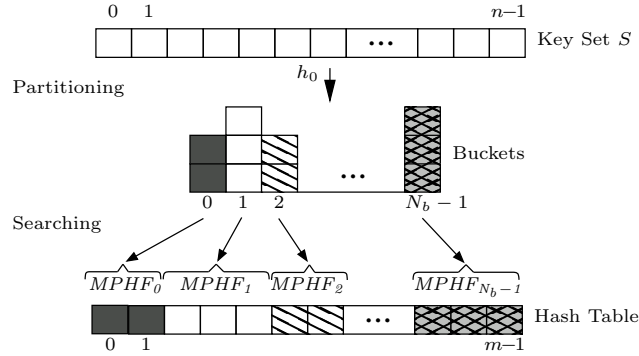 0 1 n−1
... Key Set S
h0
Partitioning
... Buckets
0 1 2 Nb − 1
Searching
MPHF0 MPHF1 MPHF2 MPHFNb−1
... Hash Table
0 1 m−1